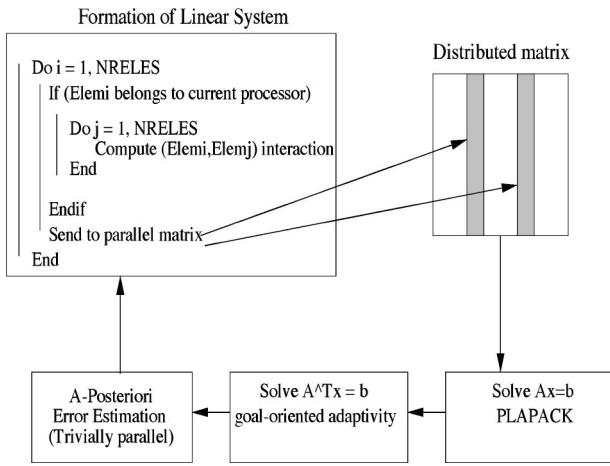 Formation of Linear System
Do i = 1, NRELES
If (Elemi belongs to current processor)
Do j = 1, NRELES
Compute (Elemi,Elemj) interaction
End
Endif
Send to parallel matrix
End
Distributed matrix
A-Posteriori
Error Estimation
(Trivially parallel)
Solve A^Tx = b
goal-oriented adaptivity
Solve Ax=b
PLAPACK